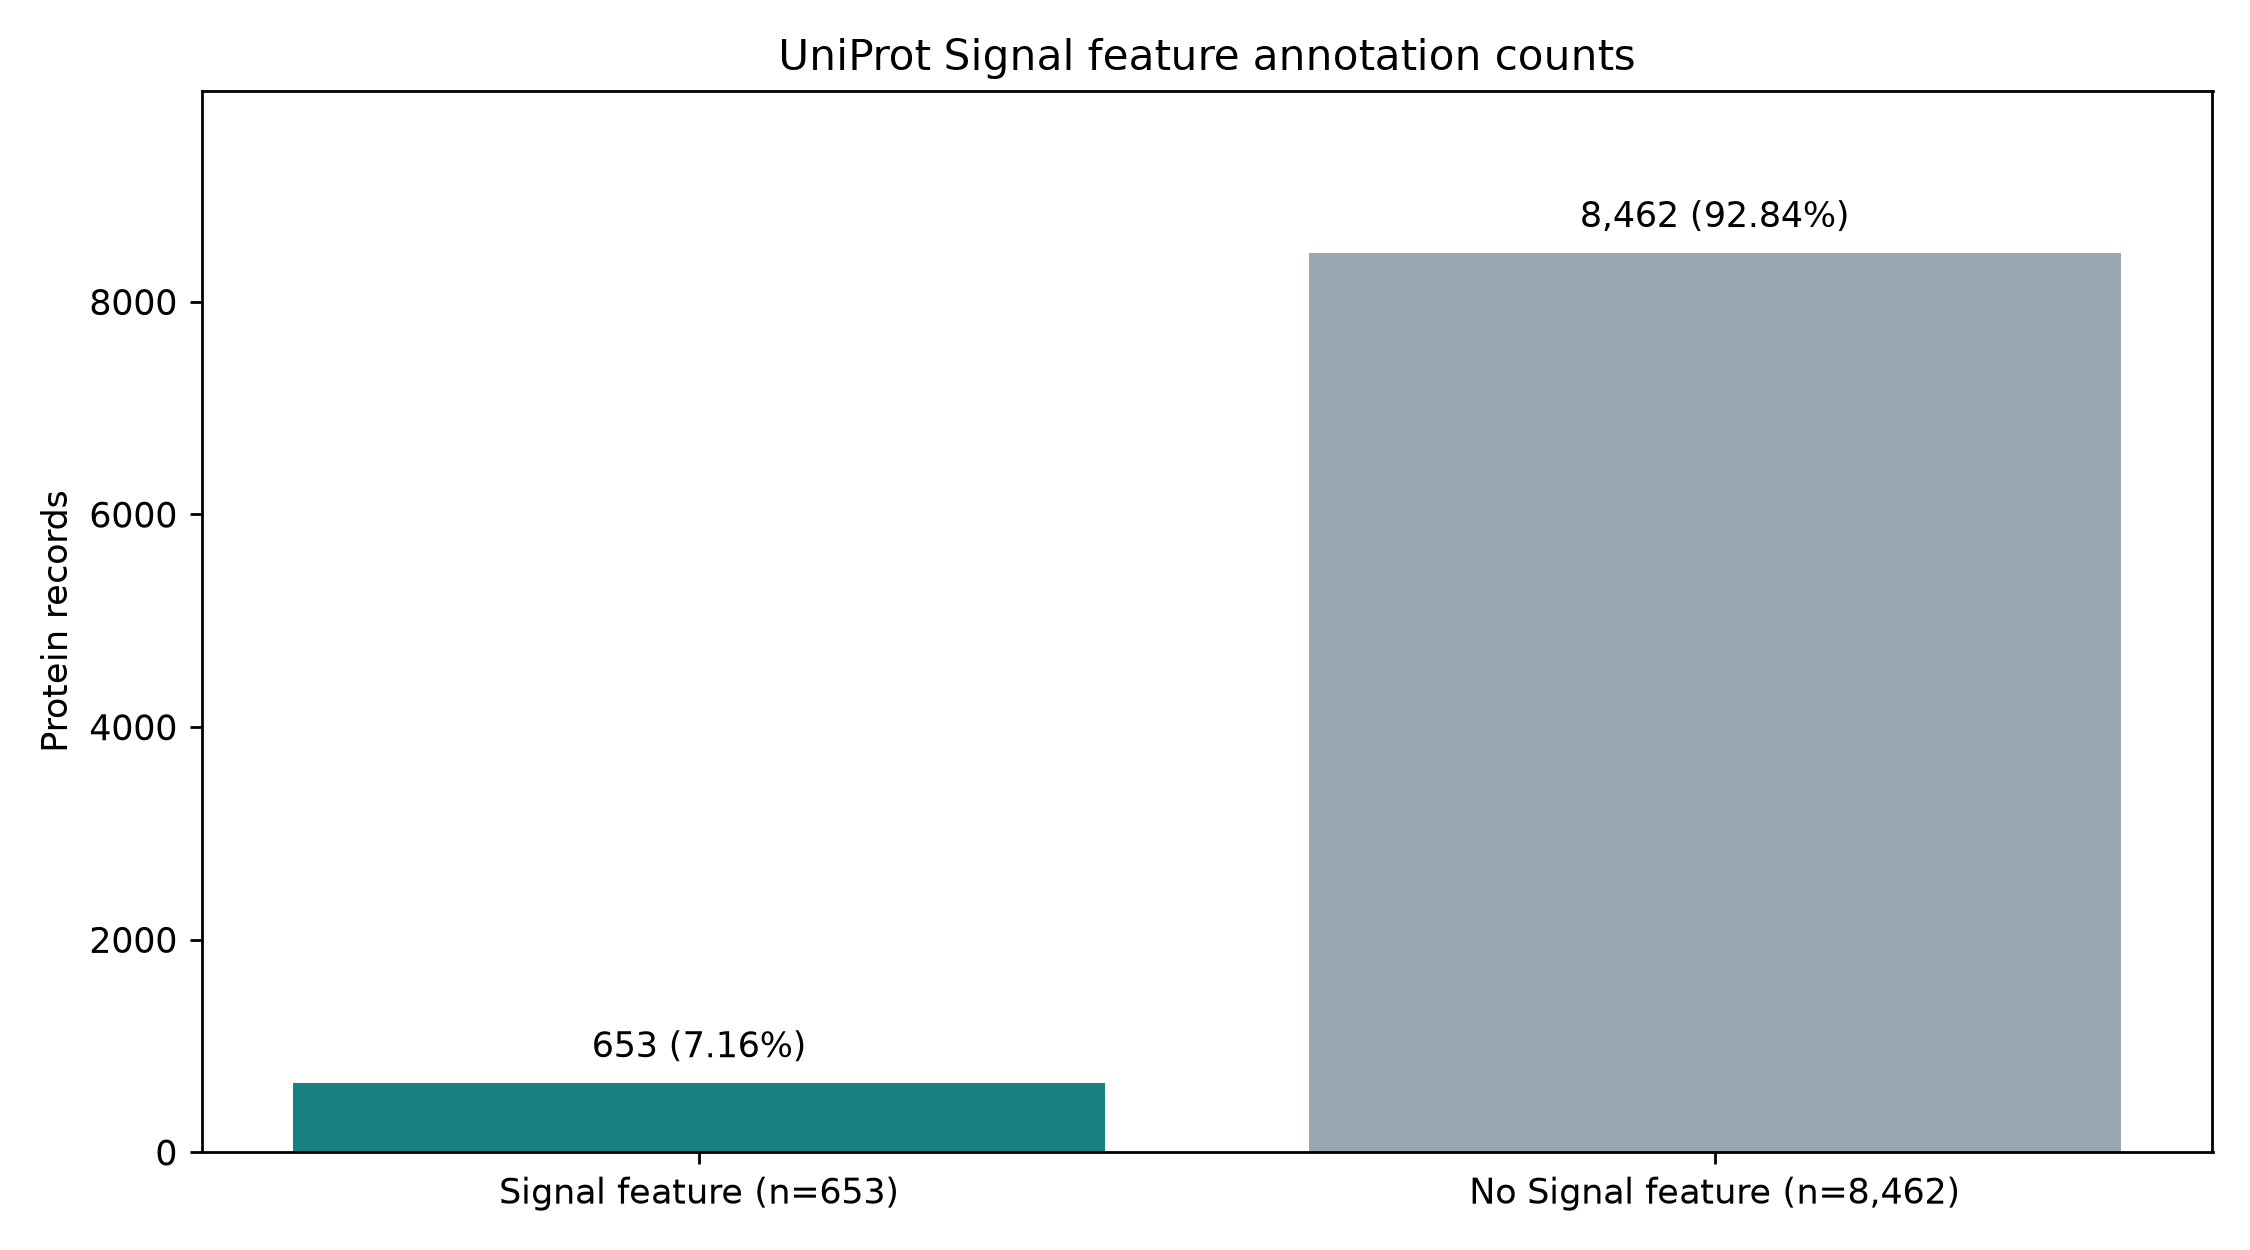 UniProt Signal feature annotation counts
Protein records
8000
6000
4000
2000
0
8,462 (92.84%)
653 (7.16%)
Signal feature (n=653)
No Signal feature (n=8,462)